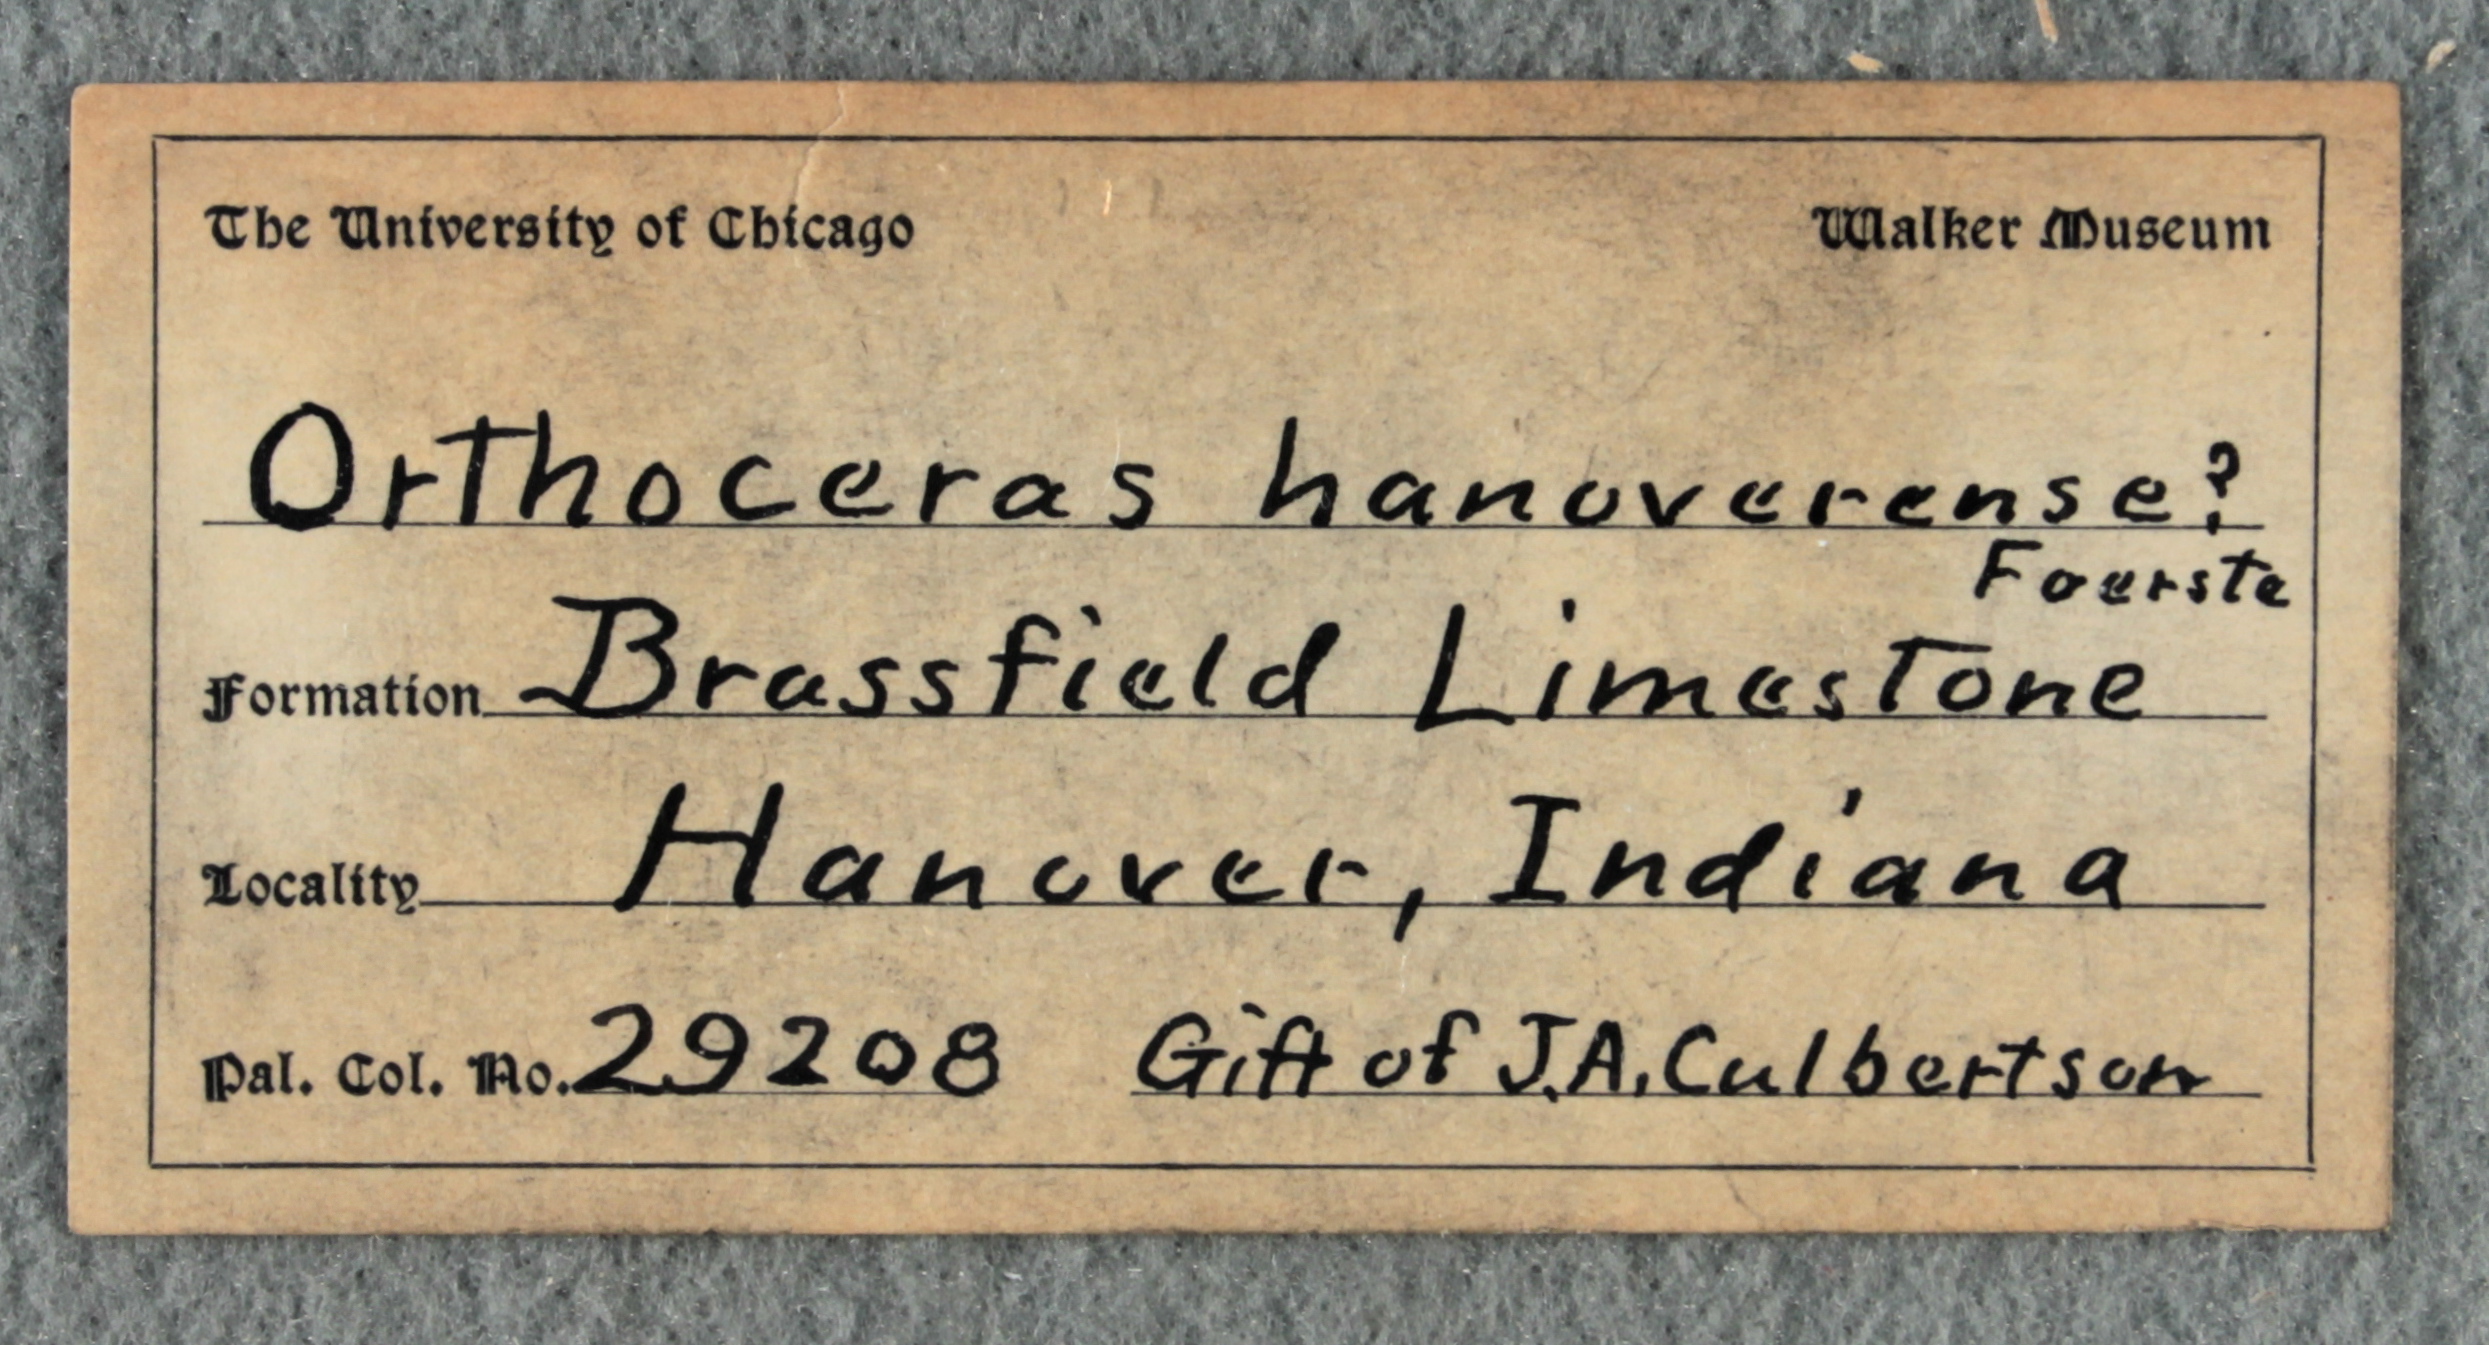 The University of Chicago Walker Museum
Orthoceras hanoverense?
Foerste
Formation Brassfield Limestone
Locality Hanover, Indiana
Pal. Col. No. 29208 Gift of J.A. Culbertson